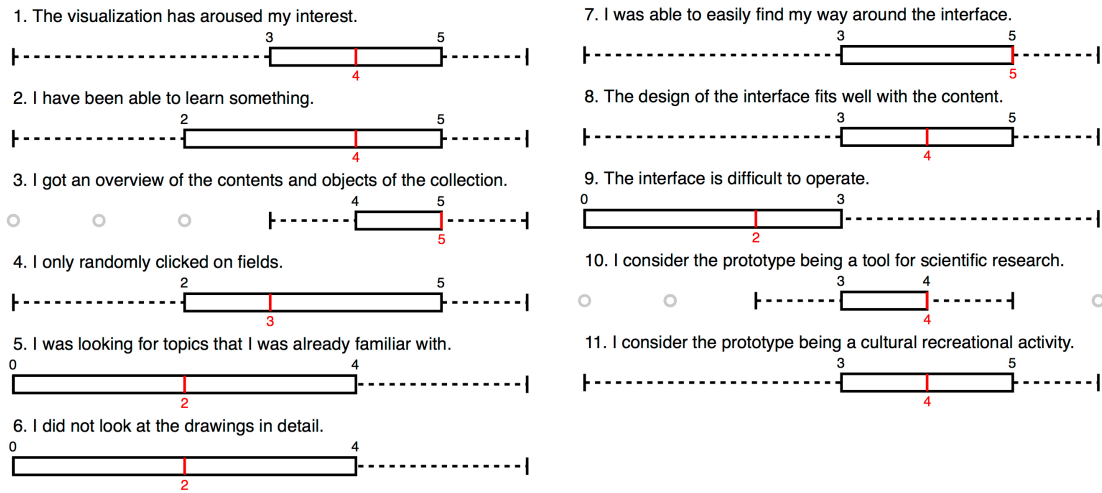 1. The visualization has aroused my interest.
3 5
4
2. I have been able to learn something.
2 5
4
3. I got an overview of the contents and objects of the collection.
4 5
5
4. I only randomly clicked on fields.
2 5
3
5. I was looking for topics that I was already familiar with.
0 4
2
6. I did not look at the drawings in detail.
0 4
2
7. I was able to easily find my way around the interface.
3 5
5
8. The design of the interface fits well with the content.
3 5
4
9. The interface is difficult to operate.
0 3
2
10. I consider the prototype being a tool for scientific research.
3 4
4
11. I consider the prototype being a cultural recreational activity.
3 5
4